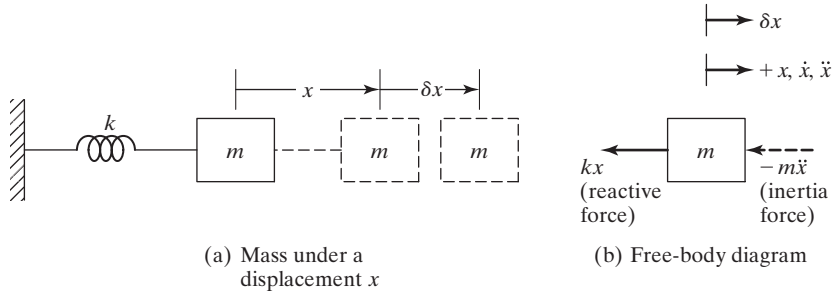 δx
+ x, ẋ, ẍ
x
δx
k
m
m
m
m
kx
(reactive
force)
−mẍ
(inertia
force)
(a) Mass under a
displacement x
(b) Free-body diagram